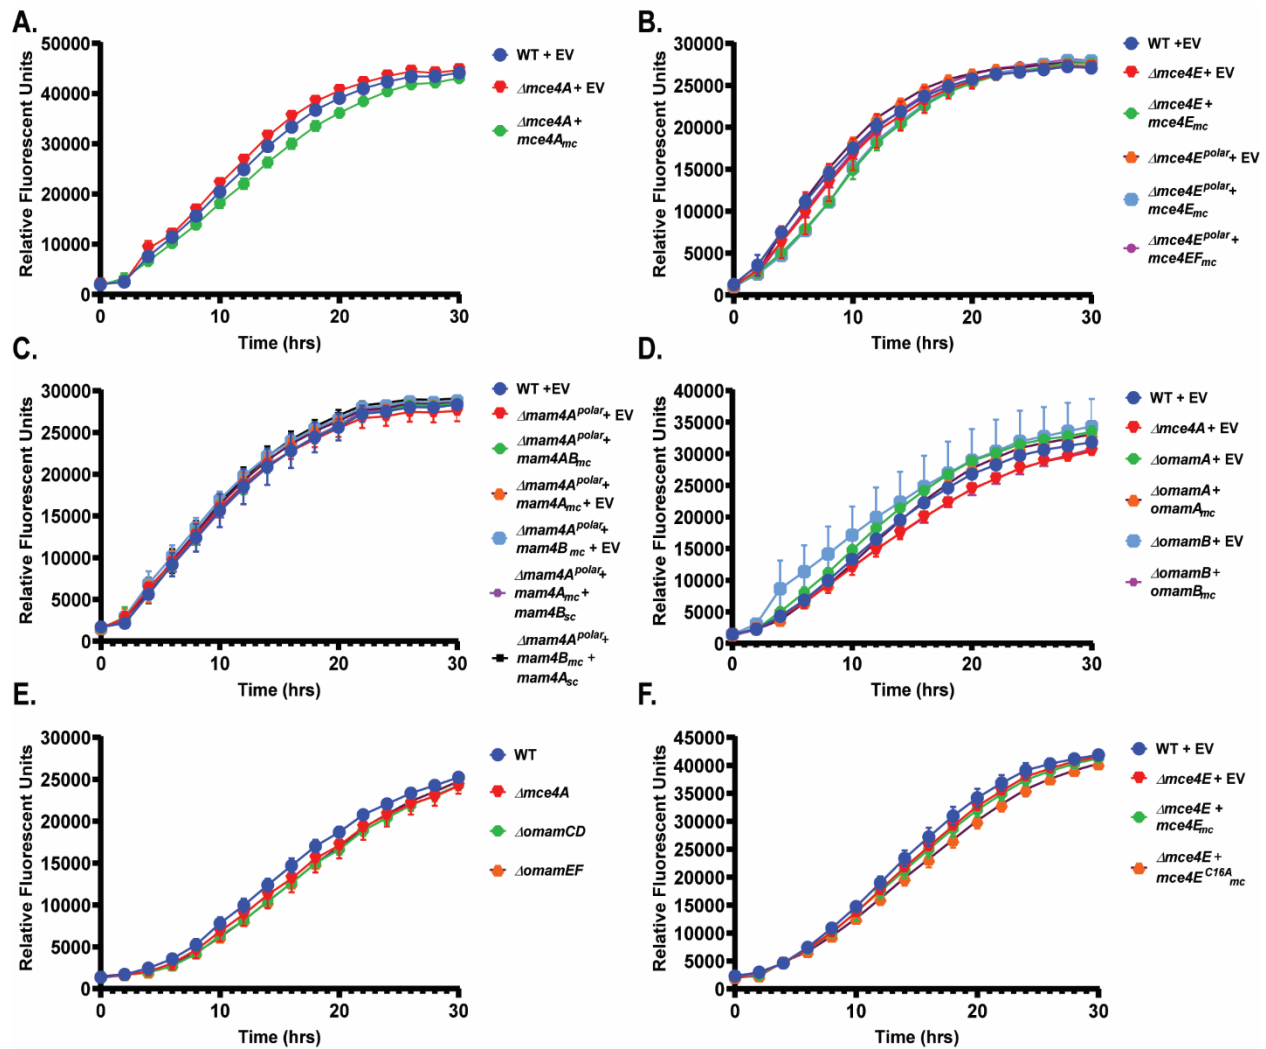 A.
Relative Fluorescent Units
50000
40000
30000
20000
10000
0
0 10 20 30
Time (hrs)
WT + EV
Δmce4A + EV
Δmce4A +
mce4Amc
B.
Relative Fluorescent Units
30000
25000
20000
15000
10000
5000
0
0 10 20 30
Time (hrs)
WT +EV
Δmce4E+ EV
Δmce4E +
mce4Emc
Δmce4Epolar+ EV
Δmce4Epolar+
mce4Emc
Δmce4Epolar +
mce4EFmc
C.
Relative Fluorescent Units
30000
25000
20000
15000
10000
5000
0
0 10 20 30
Time (hrs)
WT +EV
Δmam4Apolar+ EV
Δmam4Apolar+
mam4ABmc
Δmam4Apolar+
mam4Amc + EV
Δmam4Apolar+
mam4Bmc + EV
Δmam4Apolar+
mam4Amc +
mam4Bsc
Δmam4Apolar+
mam4Bmc +
mam4Asc
D.
Relative Fluorescent Units
40000
35000
30000
25000
20000
15000
10000
5000
0
0 10 20 30
Time (hrs)
WT + EV
Δmce4A + EV
ΔomamA + EV
ΔomamA +
omamAmc
ΔomamB + EV
ΔomamB +
omamBmc
E.
Relative Fluorescent Units
30000
25000
20000
15000
10000
5000
0
0 10 20 30
Time (hrs)
WT
Δmce4A
ΔomamCD
ΔomamEF
F.
Relative Fluorescent Units
45000
40000
35000
30000
25000
20000
15000
10000
5000
0
0 10 20 30
Time (hrs)
WT + EV
Δmce4E + EV
Δmce4E +
mce4Emc
Δmce4E +
mce4EC16Amc